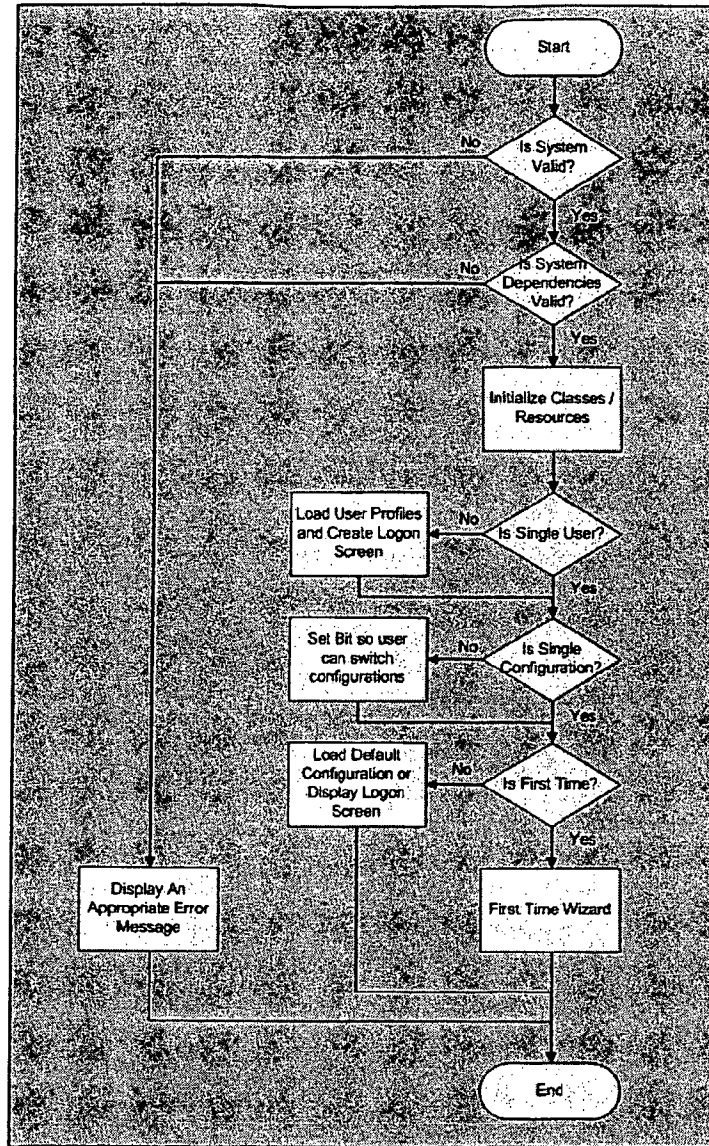 Start
No
Is System
Valid?
Yes
No
Is System
Dependencies
Valid?
Yes
Initialize Classes /
Resources
Load User Profiles
and Create Logon
Screen
No
Is Single User?
Yes
Set Bit so user
can switch
configurations
No
Is Single
Configuration?
Yes
Load Default
Configuration or
Display Logon
Screen
No
Is First Time?
Yes
Display An
Appropriate Error
Message
First Time Wizard
End